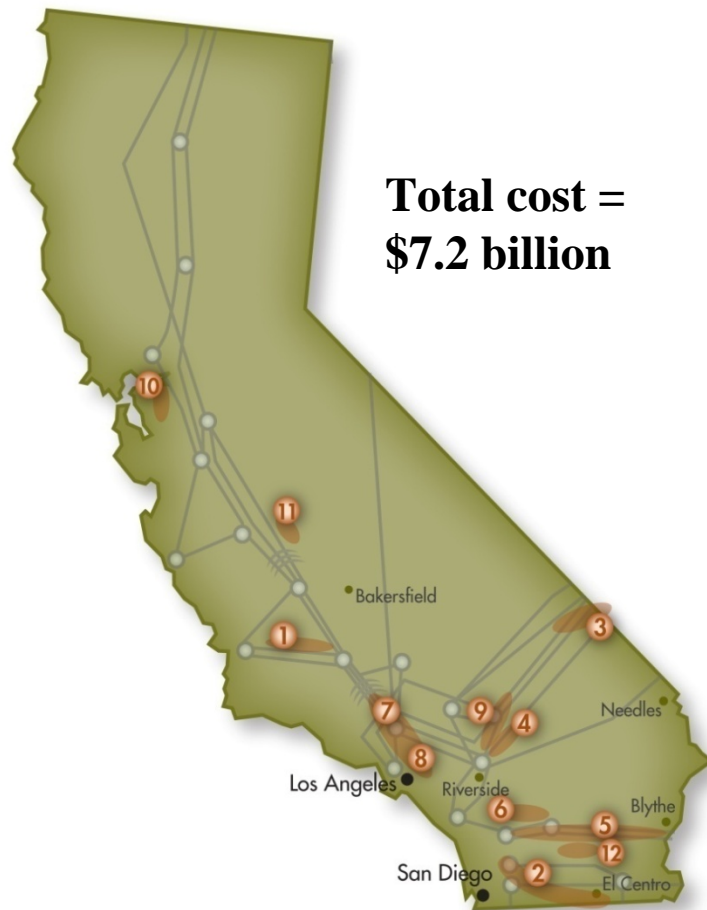 Total cost =
$7.2 billion
10
11
Bakersfield
1
3
7
9
4
Needles
8
Los Angeles
Riverside
6
Blythe
5
12
San Diego
2
El Centro